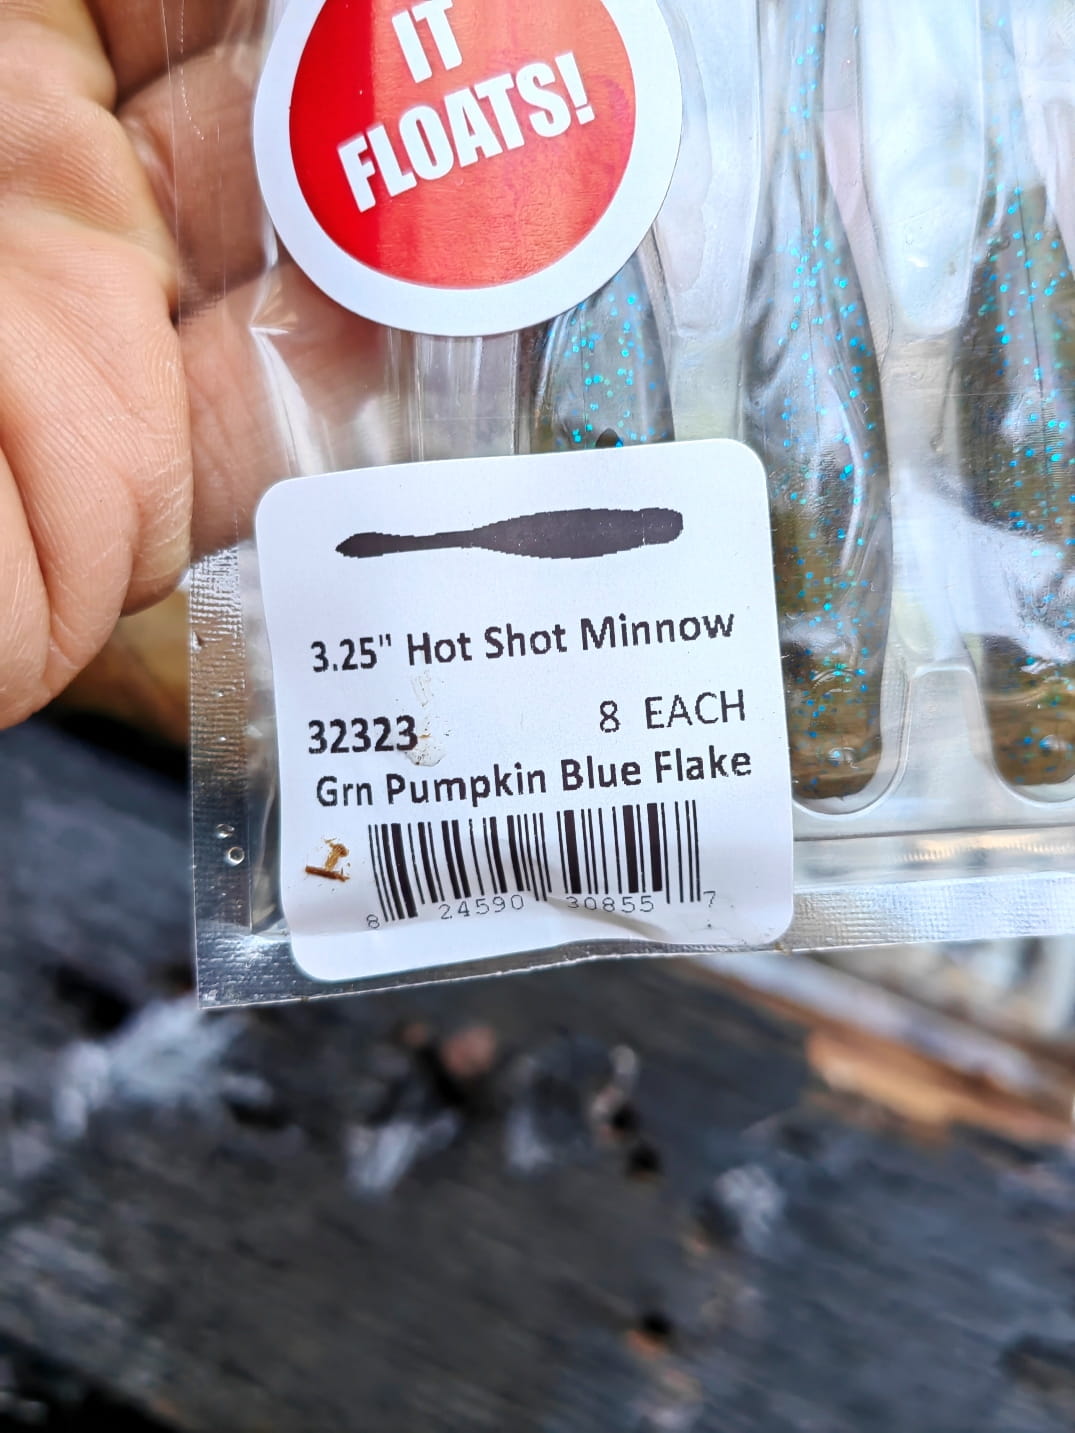 IT
FLOATS!
3.25" Hot Shot Minnow
32323 8 EACH
Grn Pumpkin Blue Flake
8 24590 30855 7